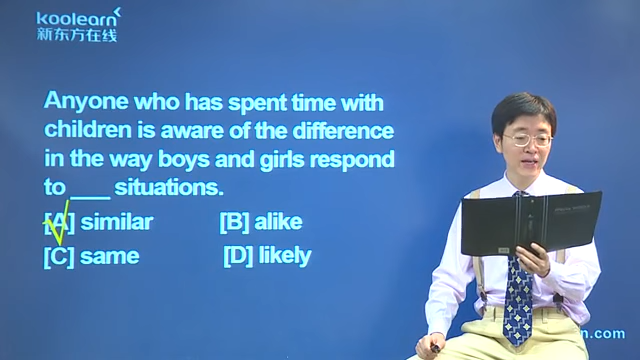 koolearn
新东方在线
Anyone who has spent time with
children is aware of the difference
in the way boys and girls respond
to ___ situations.
[A] similar [B] alike
[C] same [D] likely
n.com